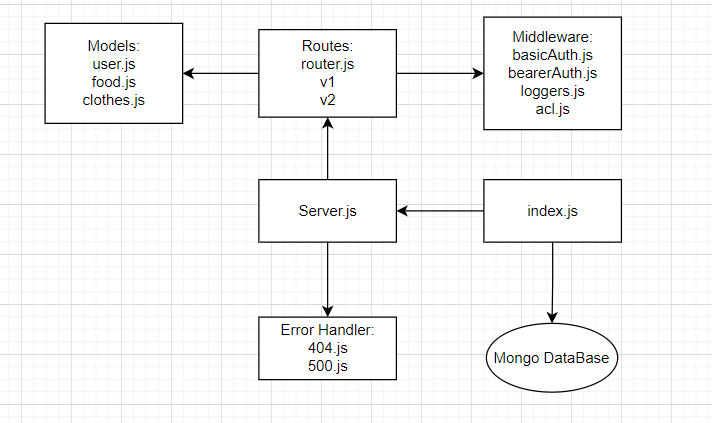 Models:
user.js
food.js
clothes.js
Routes:
router.js
v1
v2
Middleware:
basicAuth.js
bearerAuth.js
loggers.js
acl.js
Server.js
index.js
Error Handler:
404.js
500.js
Mongo DataBase